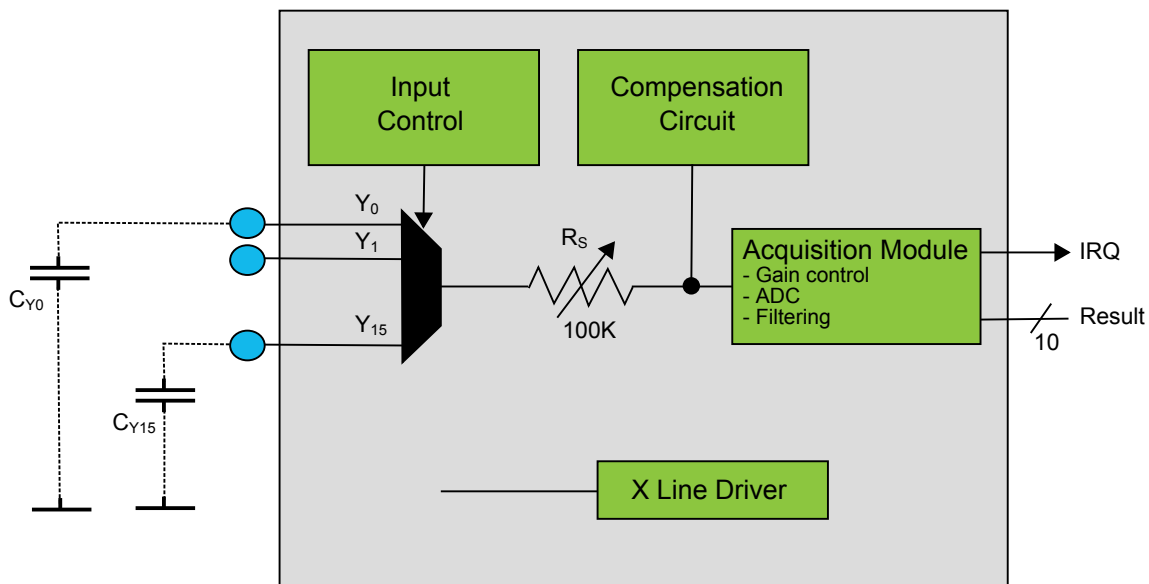 Input
Control
Compensation
Circuit
Y0
Y1
Y15
RS
100K
Acquisition Module
- Gain control
- ADC
- Filtering
IRQ
Result
10
CY0
CY15
X Line Driver